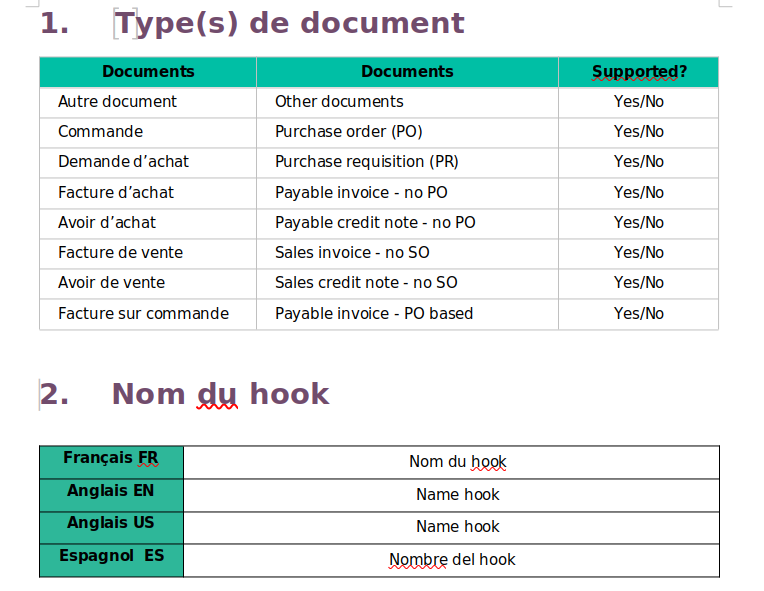 1. Type(s) de document
Documents Documents Supported?
Autre document Other documents Yes/No
Commande Purchase order (PO) Yes/No
Demande d’achat Purchase requisition (PR) Yes/No
Facture d’achat Payable invoice - no PO Yes/No
Avoir d’achat Payable credit note - no PO Yes/No
Facture de vente Sales invoice - no SO Yes/No
Avoir de vente Sales credit note - no SO Yes/No
Facture sur commande Payable invoice - PO based Yes/No
2. Nom du hook
Français FR Nom du hook
Anglais EN Name hook
Anglais US Name hook
Espagnol ES Nombre del hook